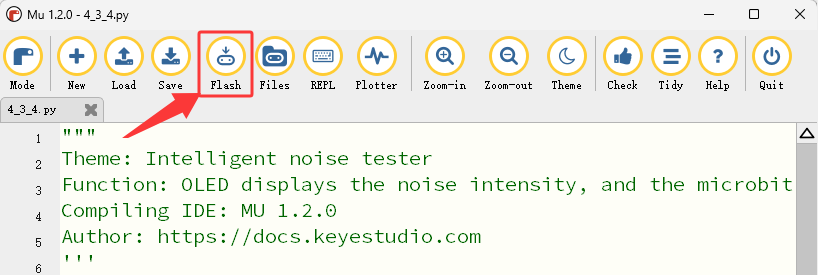 Mu 1.2.0 - 4_3_4.py
Mode New Load Save Flash Files REPL Plotter Zoom-in Zoom-out Theme Check Tidy Help Quit
4_3_4.py
1 """
2 Theme: Intelligent noise tester
3 Function: OLED displays the noise intensity, and the microbit
4 Compiling IDE: MU 1.2.0
5 Author: https://docs.keyestudio.com
6 '''